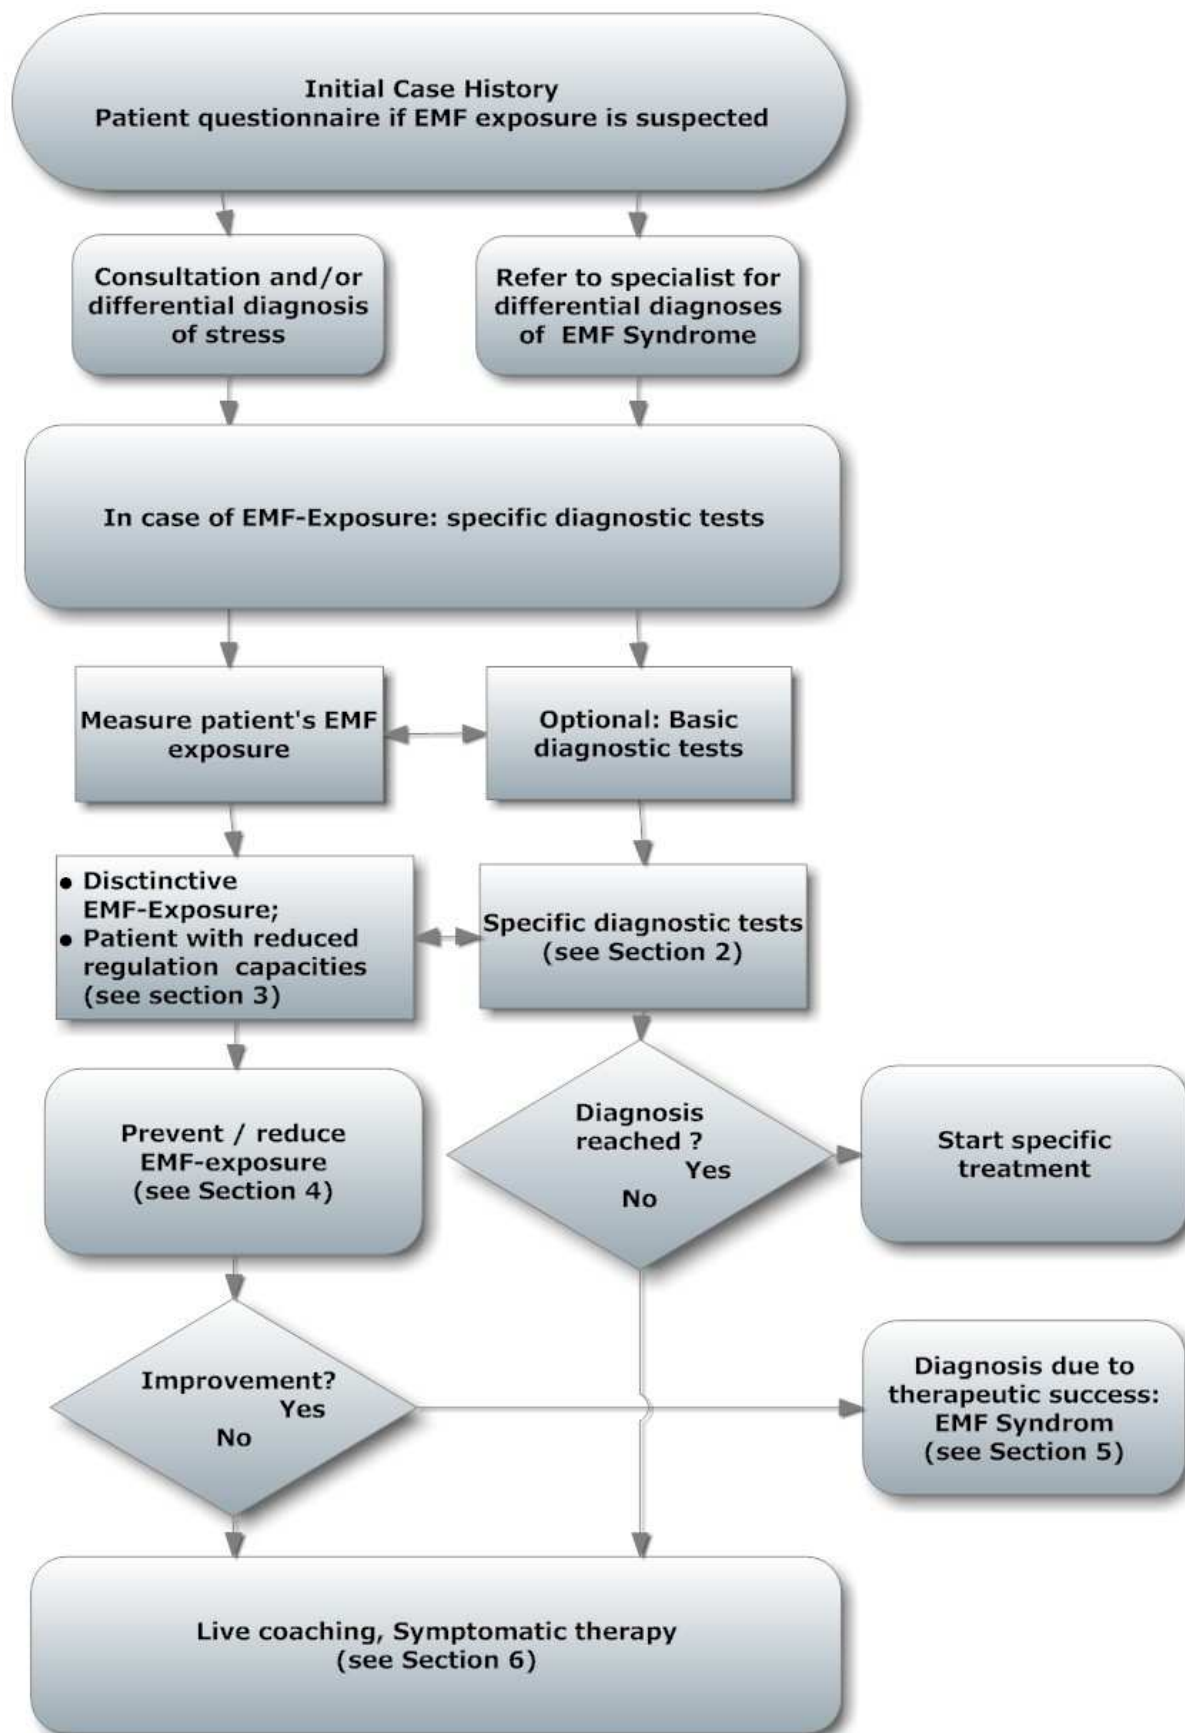 Initial Case History
Patient questionnaire if EMF exposure is suspected
Consultation and/or
differential diagnosis
of stress
Refer to specialist for
differential diagnoses
of EMF Syndrome
In case of EMF-Exposure: specific diagnostic tests
Measure patient's EMF
exposure
Optional: Basic
diagnostic tests
• Disctinctive
EMF-Exposure;
• Patient with reduced
regulation capacities
(see section 3)
Specific diagnostic tests
(see Section 2)
Prevent / reduce
EMF-exposure
(see Section 4)
Diagnosis
reached ?
Yes
No
Start specific
treatment
Improvement?
Yes
No
Diagnosis due to
therapeutic success:
EMF Syndrom
(see Section 5)
Live coaching, Symptomatic therapy
(see Section 6)